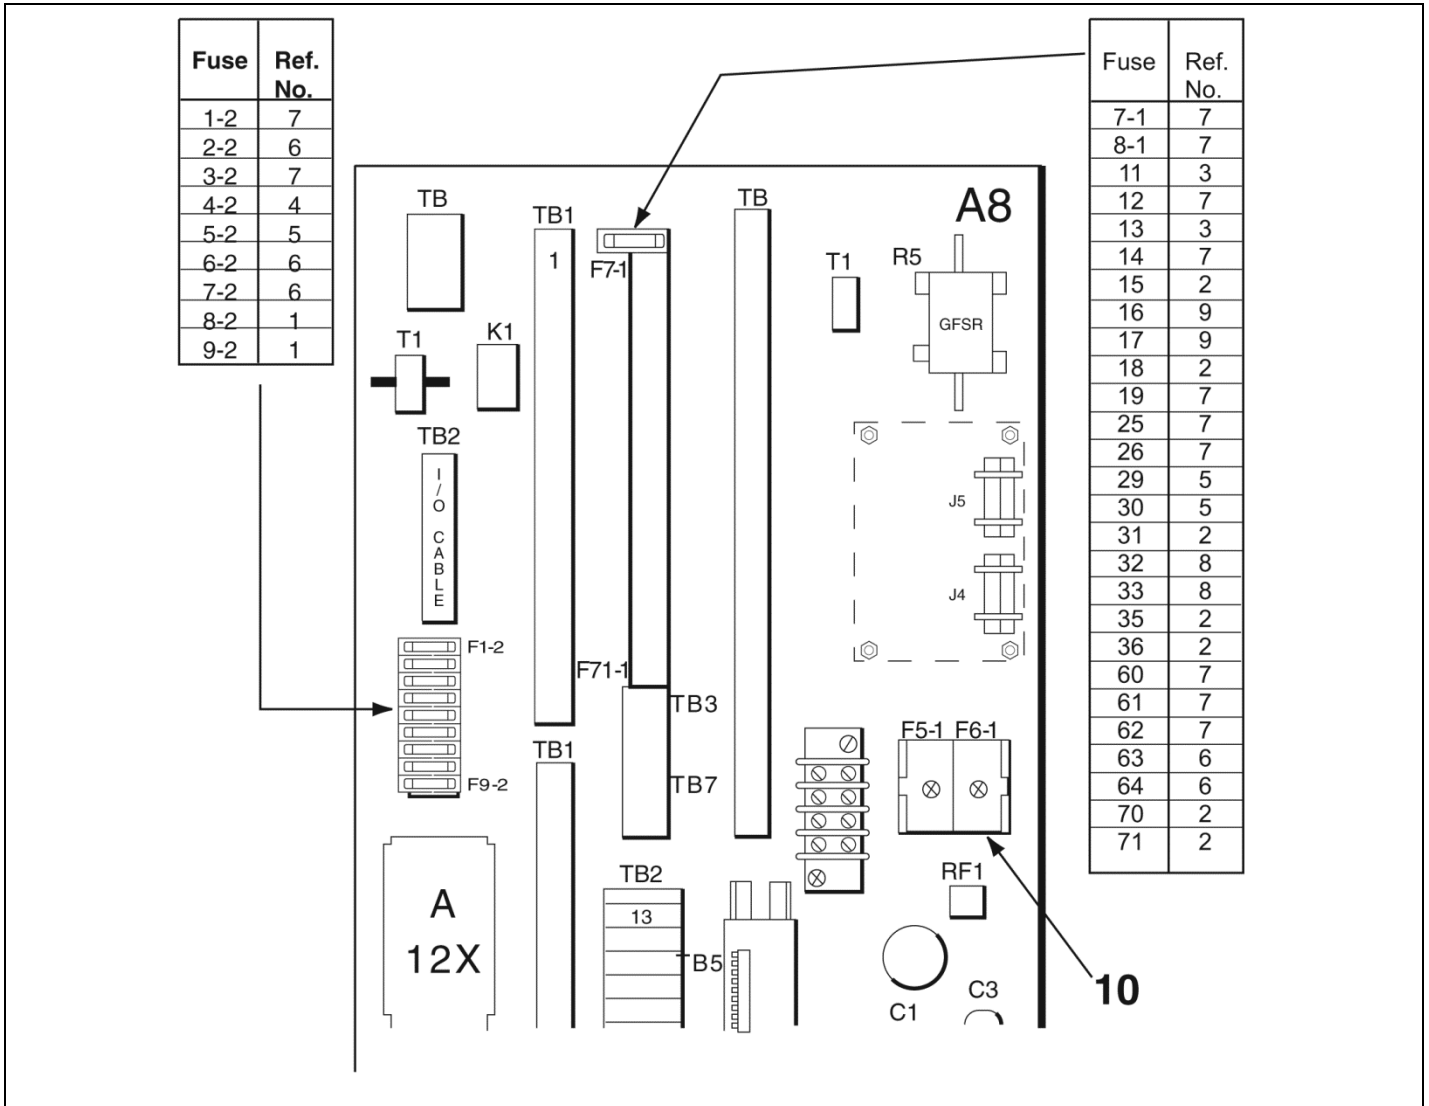 Fuse Ref. No.
1-2 7
2-2 6
3-2 7
4-2 4
5-2 5
6-2 6
7-2 6
8-2 1
9-2 1
Fuse Ref. No.
7-1 7
8-1 7
11 3
12 7
13 3
14 7
15 2
16 9
17 9
18 2
19 7
25 7
26 7
29 5
30 5
31 2
32 8
33 8
35 2
36 2
60 7
61 7
62 7
63 6
64 6
70 2
71 2
TB
TB1
1
F7-1
TB
A8
T1
R5
GFSR
T1
K1
TB2
I/O CABLE
J5
J4
F1-2
F9-2
F71-1
TB3
TB1
TB7
F5-1 F6-1
A
12X
TB2
13
TB5
RF1
C1
C3
10